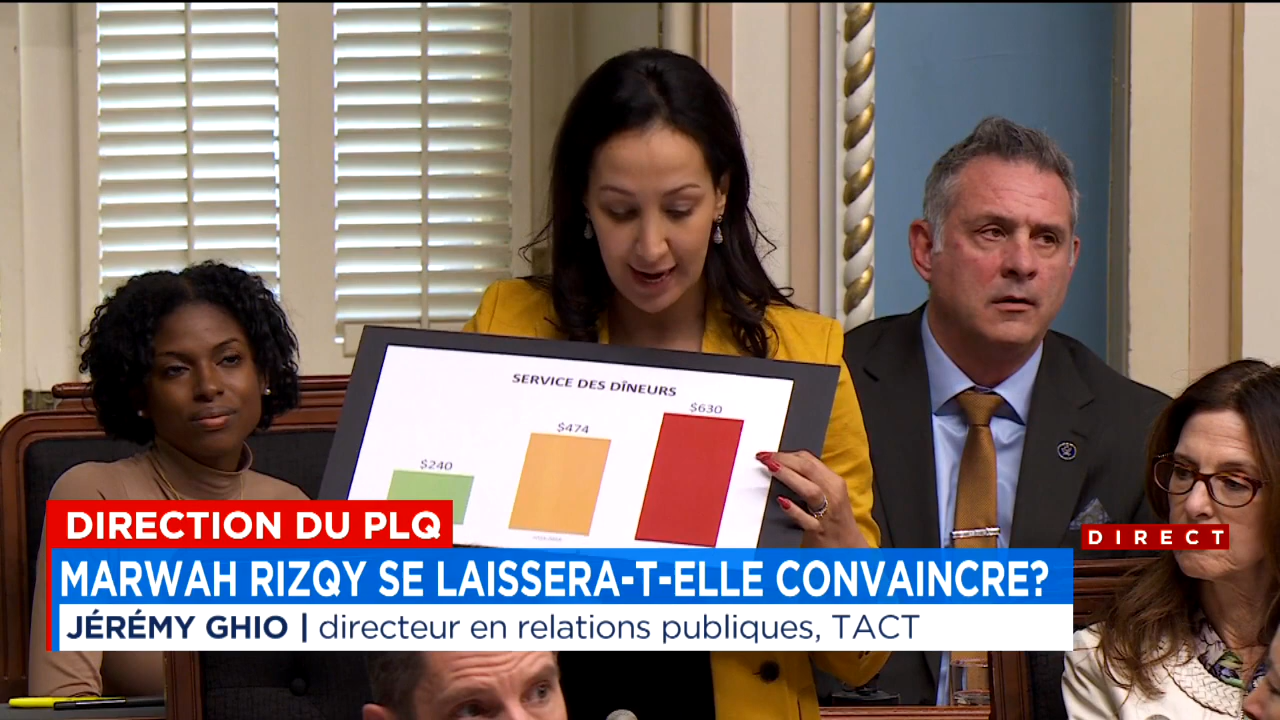 SERVICE DES DÎNEURS
$630
$474
$240
DIRECTION DU PLQ
DIRECT
MARWAH RIZQY SE LAISSERA-T-ELLE CONVAINCRE?
JÉRÉMY GHIO | directeur en relations publiques, TACT